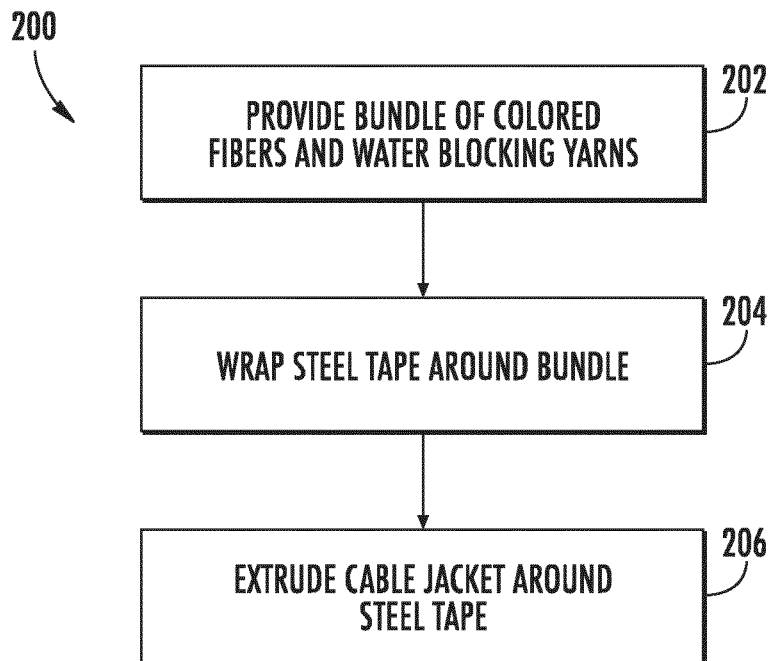 200
202
PROVIDE BUNDLE OF COLORED
FIBERS AND WATER BLOCKING YARNS
204
WRAP STEEL TAPE AROUND BUNDLE
206
EXTRUDE CABLE JACKET AROUND
STEEL TAPE